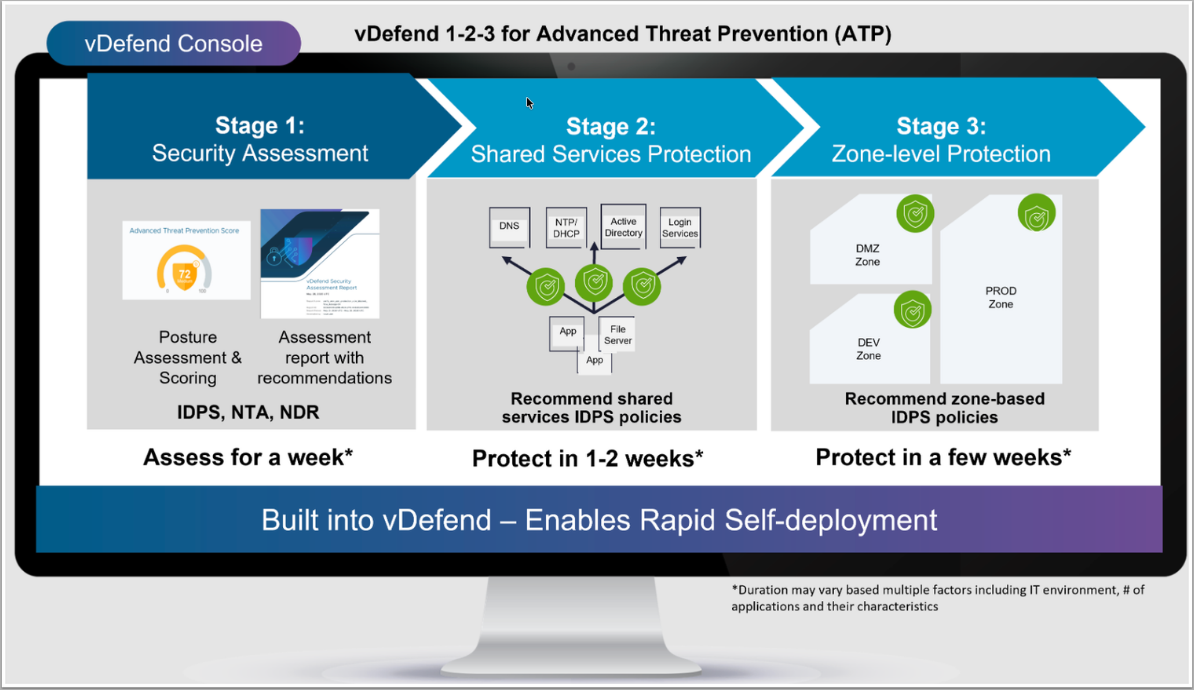 vDefend Console
vDefend 1-2-3 for Advanced Threat Prevention (ATP)
Stage 1:
Security Assessment
Advanced Threat Prevention Score
72
vDefend Security
Assessment Report
Posture
Assessment &
Scoring
Assessment
report with
recommendations
IDPS, NTA, NDR
Assess for a week*
Stage 2:
Shared Services Protection
DNS
NTP/
DHCP
Active
Directory
Login
Services
App
File
Server
App
Recommend shared
services IDPS policies
Protect in 1-2 weeks*
Stage 3:
Zone-level Protection
DMZ
Zone
DEV
Zone
PROD
Zone
Recommend zone-based
IDPS policies
Protect in a few weeks*
Built into vDefend – Enables Rapid Self-deployment
*Duration may vary based multiple factors including IT environment, # of
applications and their characteristics